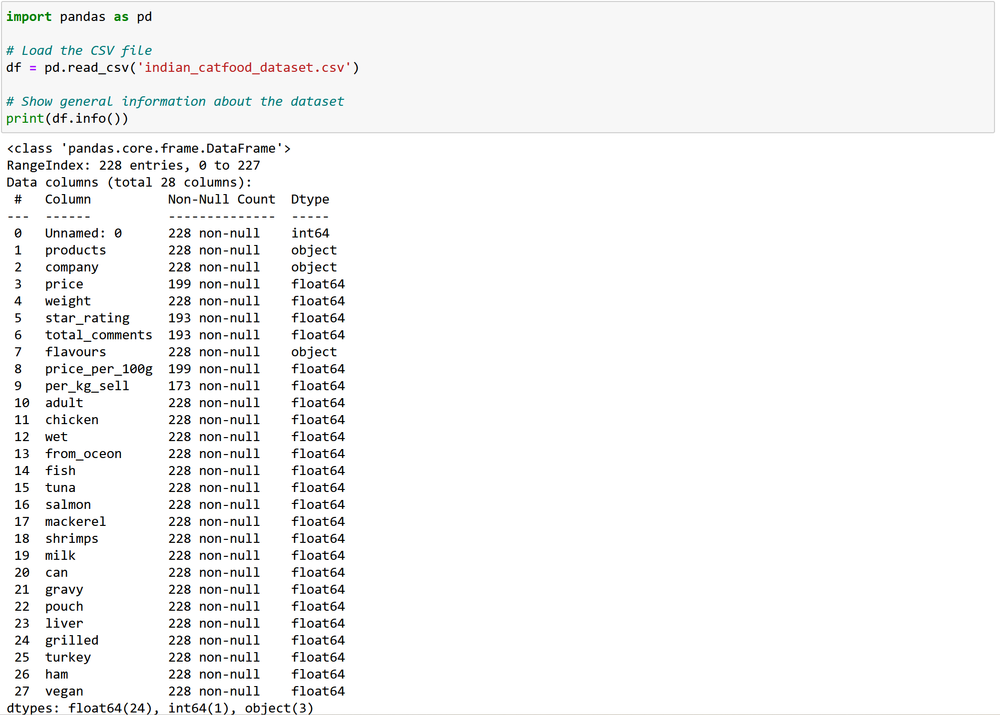 import pandas as pd
# Load the CSV file
df = pd.read_csv('indian_catfood_dataset.csv')
# Show general information about the dataset
print(df.info())
<class 'pandas.core.frame.DataFrame'>
RangeIndex: 228 entries, 0 to 227
Data columns (total 28 columns):
 #   Column          Non-Null Count  Dtype
---  ------          --------------  -----
 0   Unnamed: 0      228 non-null    int64
 1   products        228 non-null    object
 2   company         228 non-null    object
 3   price           199 non-null    float64
 4   weight          228 non-null    float64
 5   star_rating     193 non-null    float64
 6   total_comments  193 non-null    float64
 7   flavours        228 non-null    object
 8   price_per_100g  199 non-null    float64
 9   per_kg_sell     173 non-null    float64
 10  adult           228 non-null    float64
 11  chicken         228 non-null    float64
 12  wet             228 non-null    float64
 13  from_oceon      228 non-null    float64
 14  fish            228 non-null    float64
 15  tuna            228 non-null    float64
 16  salmon          228 non-null    float64
 17  mackerel        228 non-null    float64
 18  shrimps         228 non-null    float64
 19  milk            228 non-null    float64
 20  can             228 non-null    float64
 21  gravy           228 non-null    float64
 22  pouch           228 non-null    float64
 23  liver           228 non-null    float64
 24  grilled         228 non-null    float64
 25  turkey          228 non-null    float64
 26  ham             228 non-null    float64
 27  vegan           228 non-null    float64
dtypes: float64(24), int64(1), object(3)